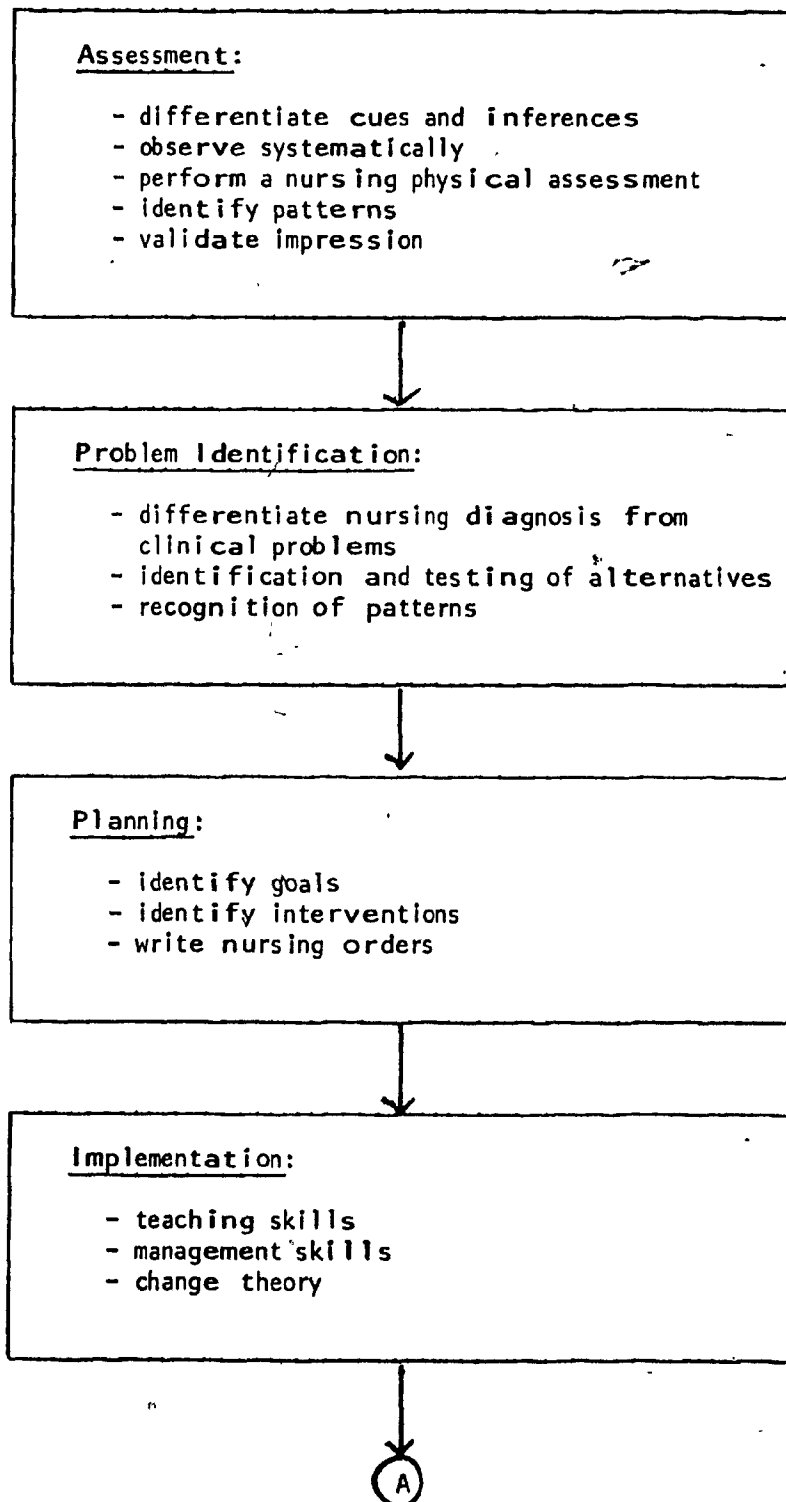 Assessment:
- differentiate cues and inferences
- observe systematically
- perform a nursing physical assessment
- identify patterns
- validate impression
Problem Identification:
- differentiate nursing diagnosis from
clinical problems
- identification and testing of alternatives
- recognition of patterns
Planning:
- identify goals
- identify interventions
- write nursing orders
Implementation:
- teaching skills
- management skills
- change theory
A